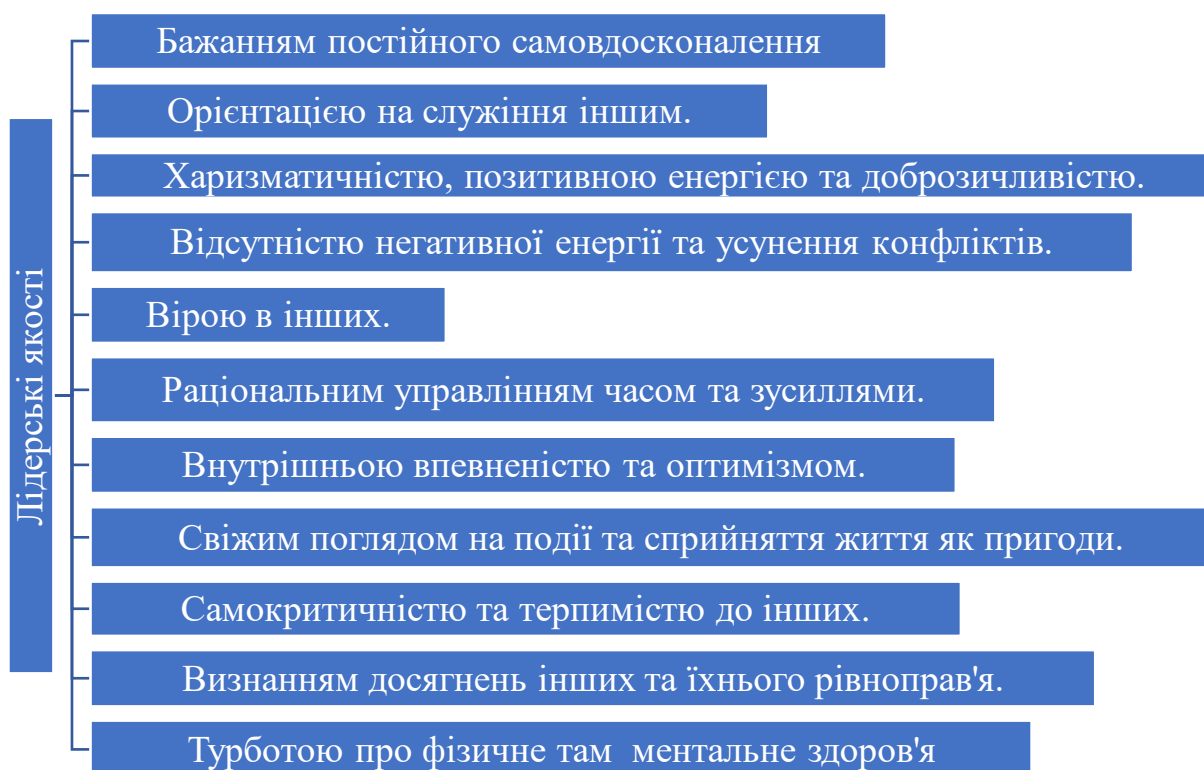 Лідерські якості
Бажанням постійного самовдосконалення
Орієнтацією на служіння іншим.
Харизматичністю, позитивною енергією та доброзичливістю.
Відсутністю негативної енергії та усунення конфліктів.
Вірою в інших.
Раціональним управлінням часом та зусиллями.
Внутрішньою впевненістю та оптимізмом.
Свіжим поглядом на події та сприйняття життя як пригоди.
Самокритичністю та терпимістю до інших.
Визнанням досягнень інших та їхнього рівноправ'я.
Турботою про фізичне там  ментальне здоров'я